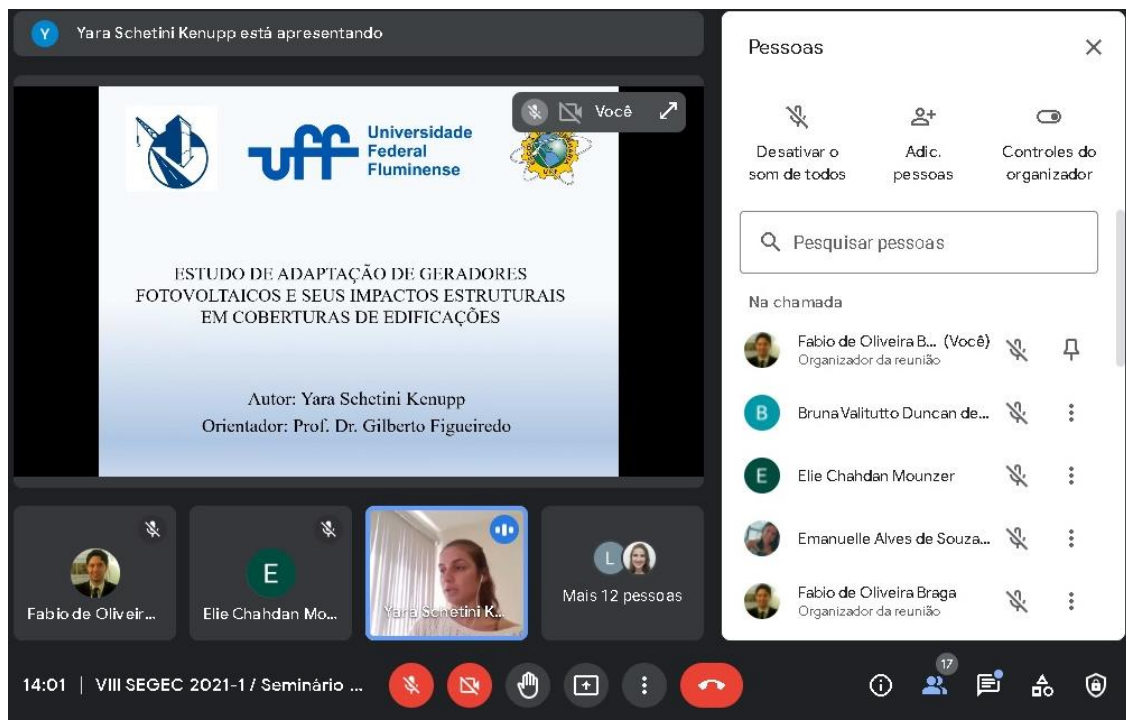 Y Yara Schetini Kenupp está apresentando
Você
uff Universidade
Federal
Fluminense
ESTUDO DE ADAPTAÇÃO DE GERADORES
FOTOVOLTAICOS E SEUS IMPACTOS ESTRUTURAIS
EM COBERTURAS DE EDIFICAÇÕES
Autor: Yara Schetini Kenupp
Orientador: Prof. Dr. Gilberto Figueiredo
Fabio de Oliveir...
E
Elie Chahdan Mo...
Yara Schetini K...
L
Mais 12 pessoas
14:01 | VIII SEGEC 2021-1 / Seminário ...
17
Pessoas
Desativar o
som de todos
Adic.
pessoas
Controles do
organizador
Pesquisar pessoas
Na chamada
Fabio de Oliveira B... (Você)
Organizador da reunião
B Bruna Valitutto Duncan de...
E Elie Chahdan Mounzer
Emanuelle Alves de Souza...
Fabio de Oliveira Braga
Organizador da reunião